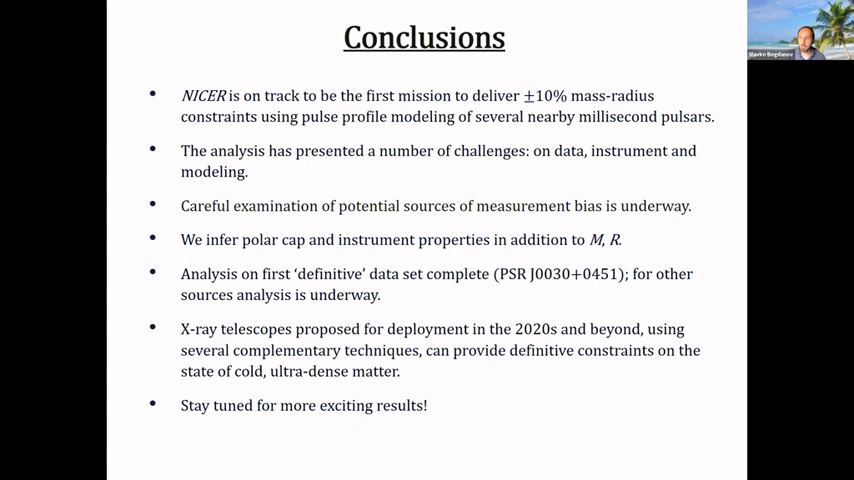 Conclusions
• NICER is on track to be the first mission to deliver ±10% mass-radius
constraints using pulse profile modeling of several nearby millisecond pulsars.
• The analysis has presented a number of challenges: on data, instrument and
modeling.
• Careful examination of potential sources of measurement bias is underway.
• We infer polar cap and instrument properties in addition to M, R.
• Analysis on first ‘definitive’ data set complete (PSR J0030+0451); for other
sources analysis is underway.
• X-ray telescopes proposed for deployment in the 2020s and beyond, using
several complementary techniques, can provide definitive constraints on the
state of cold, ultra-dense matter.
• Stay tuned for more exciting results!
Slavko Bogdanov